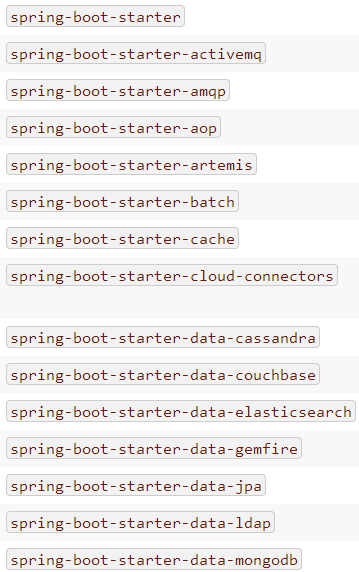 spring-boot-starter
spring-boot-starter-activemq
spring-boot-starter-amqp
spring-boot-starter-aop
spring-boot-starter-artemis
spring-boot-starter-batch
spring-boot-starter-cache
spring-boot-starter-cloud-connectors
spring-boot-starter-data-cassandra
spring-boot-starter-data-couchbase
spring-boot-starter-data-elasticsearch
spring-boot-starter-data-gemfire
spring-boot-starter-data-jpa
spring-boot-starter-data-ldap
spring-boot-starter-data-mongodb